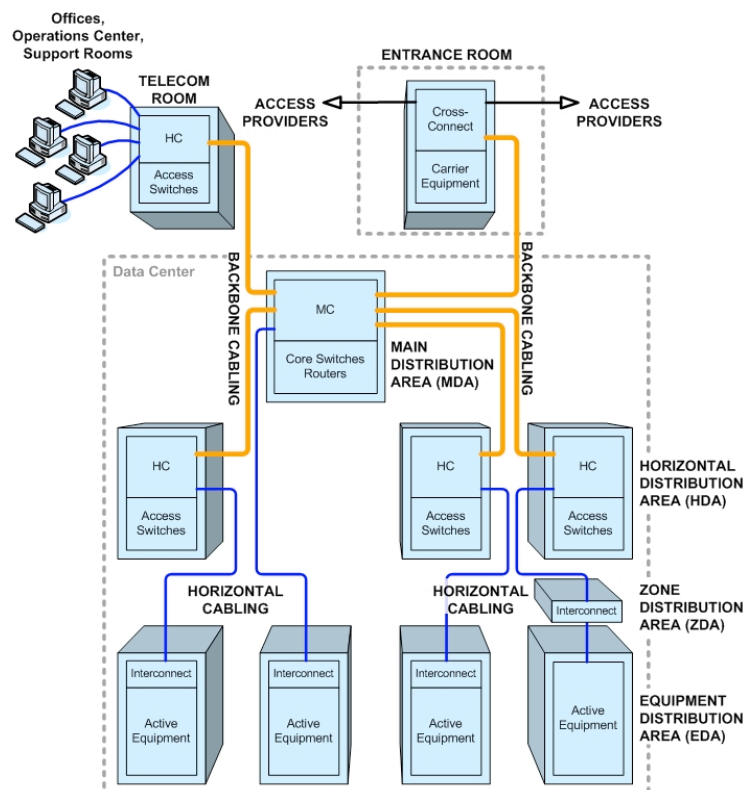 Offices,
Operations Center,
Support Rooms
TELECOM
ROOM
HC
Access
Switches
ENTRANCE ROOM
ACCESS
PROVIDERS
Cross-
Connect
Carrier
Equipment
ACCESS
PROVIDERS
Data Center
BACKBONE CABLING
MC
Core Switches
Routers
MAIN
DISTRIBUTION
AREA (MDA)
BACKBONE CABLING
HC
Access
Switches
HC
Access
Switches
HC
Access
Switches
HORIZONTAL
DISTRIBUTION
AREA (HDA)
HORIZONTAL
CABLING
HORIZONTAL
CABLING
Interconnect
ZONE
DISTRIBUTION
AREA (ZDA)
Interconnect
Active
Equipment
Interconnect
Active
Equipment
Interconnect
Active
Equipment
Active
Equipment
EQUIPMENT
DISTRIBUTION
AREA (EDA)